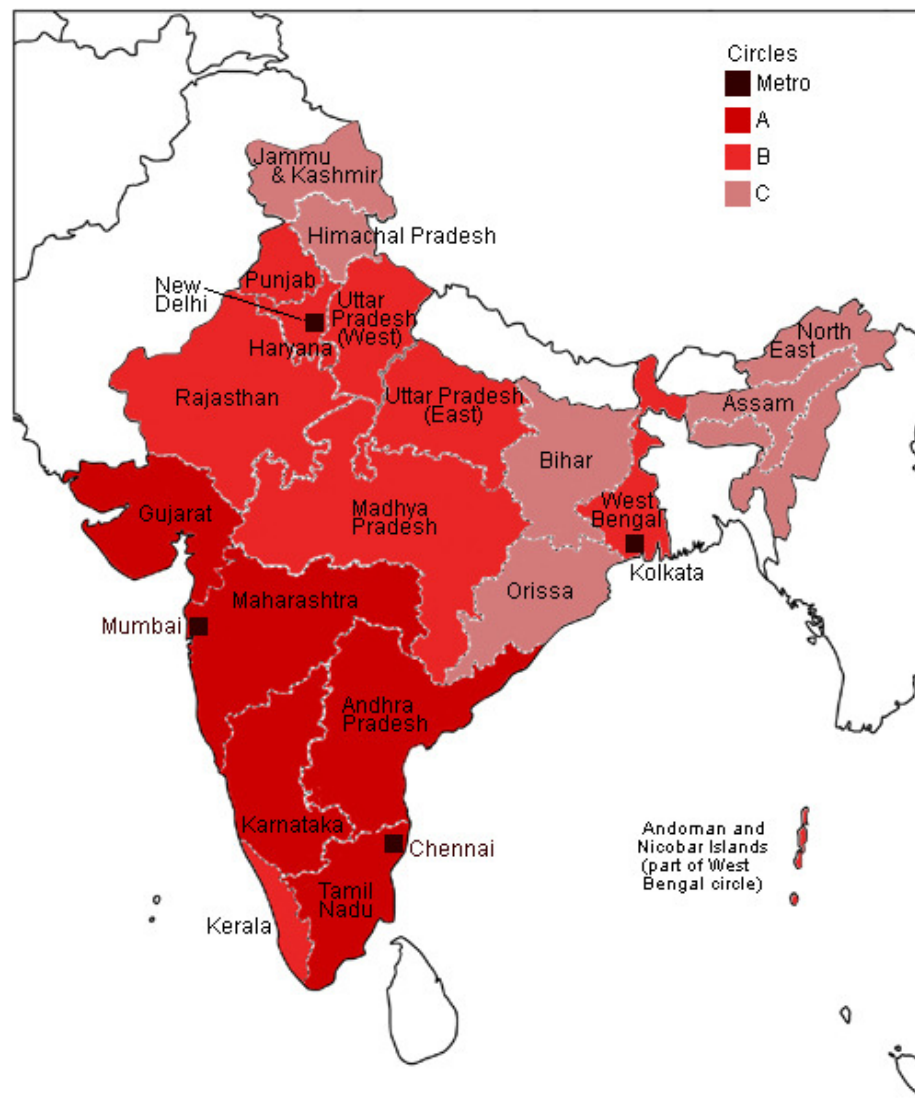 Circles
Metro
A
B
C
Jammu
& Kashmir
Himachal Pradesh
Punjab
New
Delhi
Uttar
Pradesh
(West)
Haryana
North
East
Rajasthan
Uttar Pradesh
(East)
Assam
Bihar
Gujarat
Madhya
Pradesh
West
Bengal
Kolkata
Maharashtra
Orissa
Mumbai
Andhra
Pradesh
Karnataka
Chennai
Andoman and
Nicobar Islands
(part of West
Bengal circle)
Tamil
Nadu
Kerala